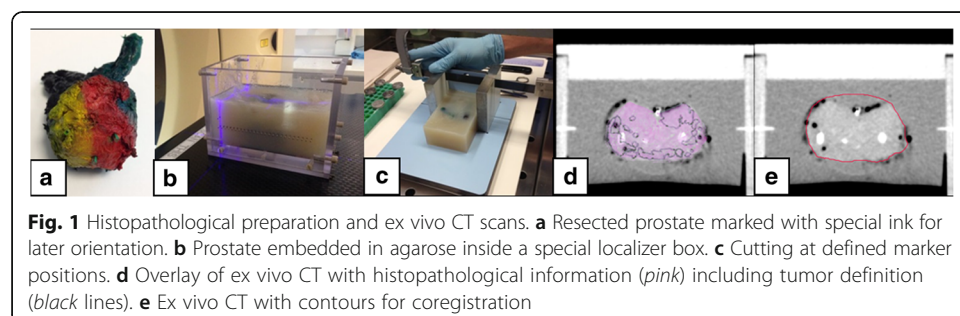 a
b
c
d
e
Fig. 1 Histopathological preparation and ex vivo CT scans. a Resected prostate marked with special ink for
later orientation. b Prostate embedded in agarose inside a special localizer box. c Cutting at defined marker
positions. d Overlay of ex vivo CT with histopathological information (pink) including tumor definition
(black lines). e Ex vivo CT with contours for coregistration